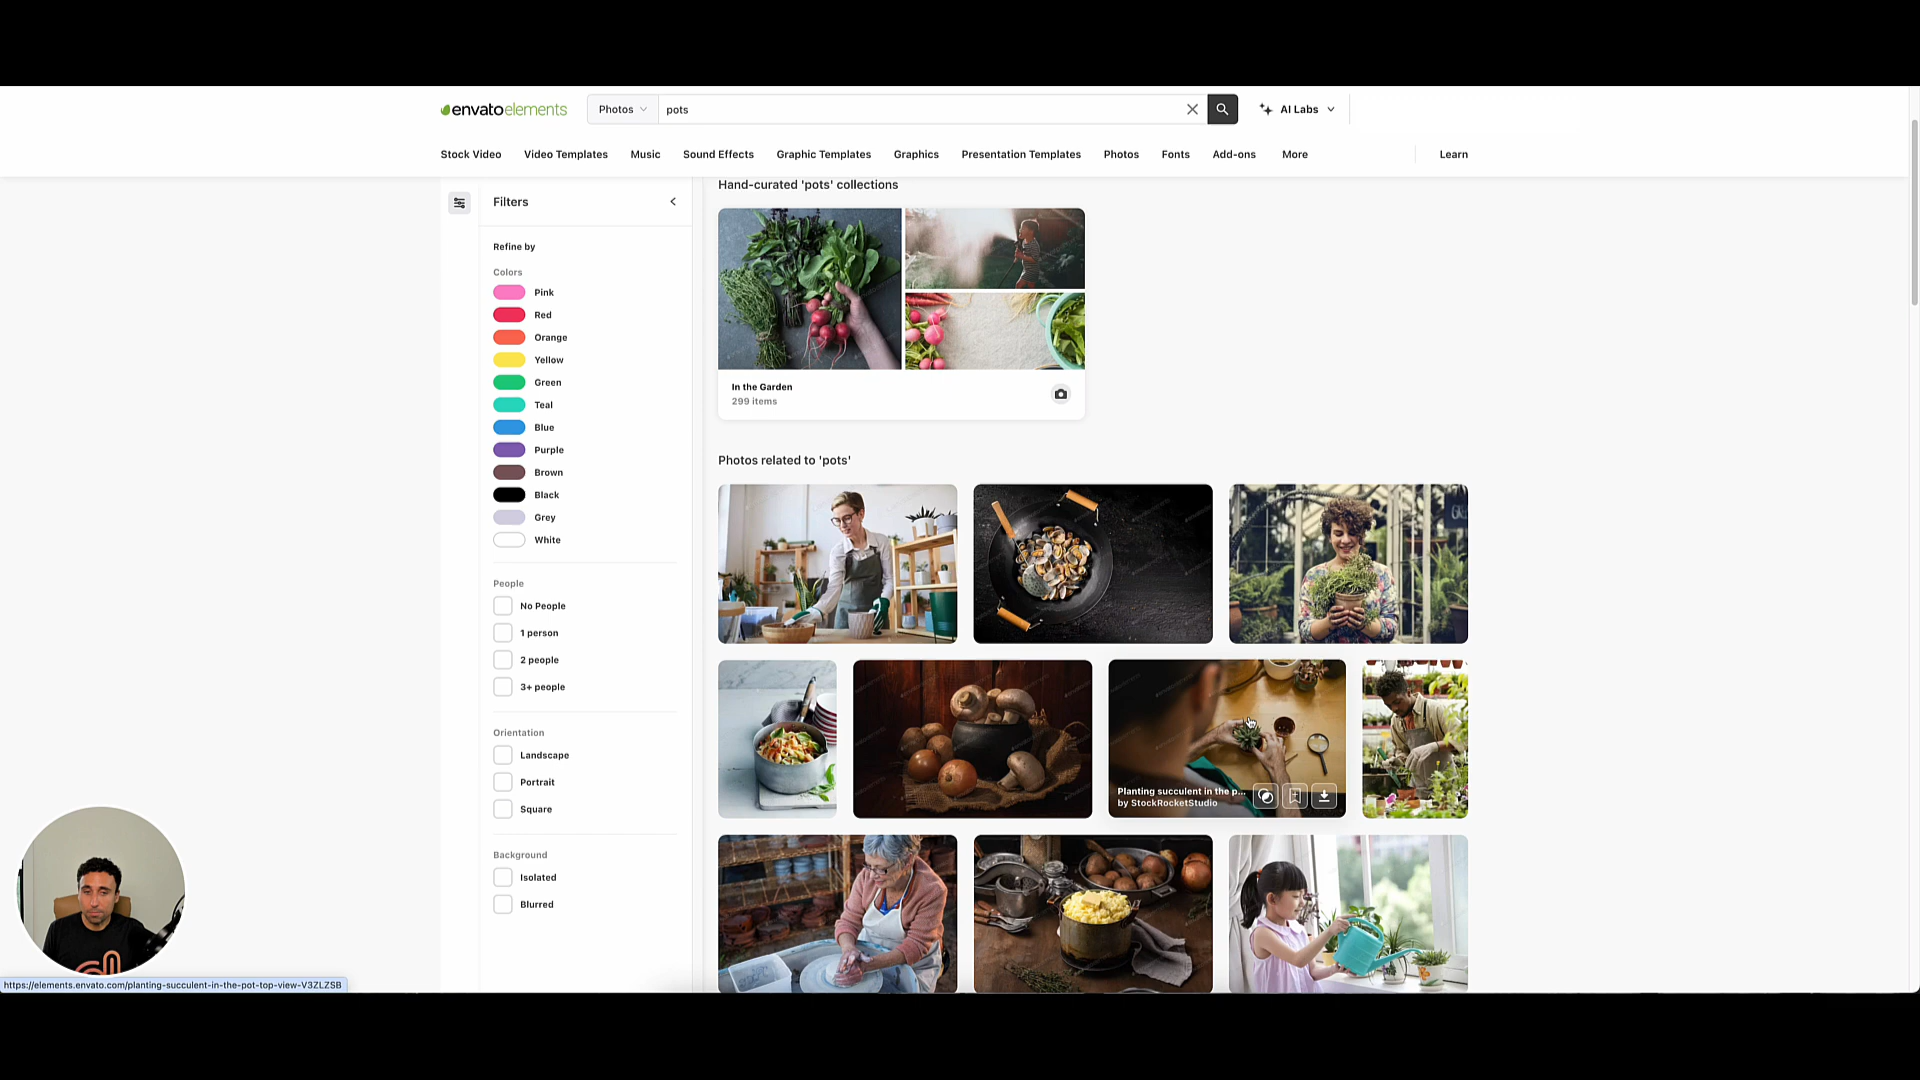 envatoelements
Photos
pots
AI Labs
Stock Video
Video Templates
Music
Sound Effects
Graphic Templates
Graphics
Presentation Templates
Photos
Fonts
Add-ons
More
Learn
Filters
Refine by
Colors
Pink
Red
Orange
Yellow
Green
Teal
Blue
Purple
Brown
Black
Grey
White
People
No People
1 person
2 people
3+ people
Orientation
Landscape
Portrait
Square
Background
Isolated
Blurred
Hand-curated 'pots' collections
In the Garden
299 items
Photos related to 'pots'
Planting succulent in the p...
by StockRocketStudio
https://elements.envato.com/planting-succulent-in-the-pot-top-view-V3ZLZSB